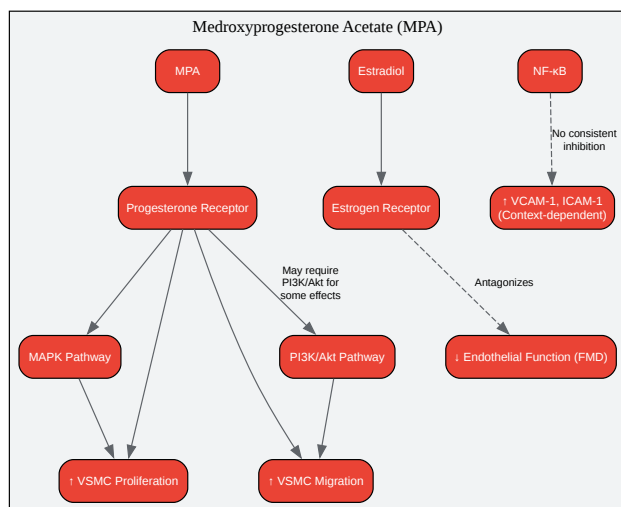 Medroxyprogesterone Acetate (MPA)
MPA
Estradiol
NF-κB
No consistent
inhibition
Progesterone Receptor
Estrogen Receptor
↑ VCAM-1, ICAM-1
(Context-dependent)
May require
PI3K/Akt for
some effects
Antagonizes
MAPK Pathway
PI3K/Akt Pathway
↓ Endothelial Function (FMD)
↑ VSMC Proliferation
↑ VSMC Migration